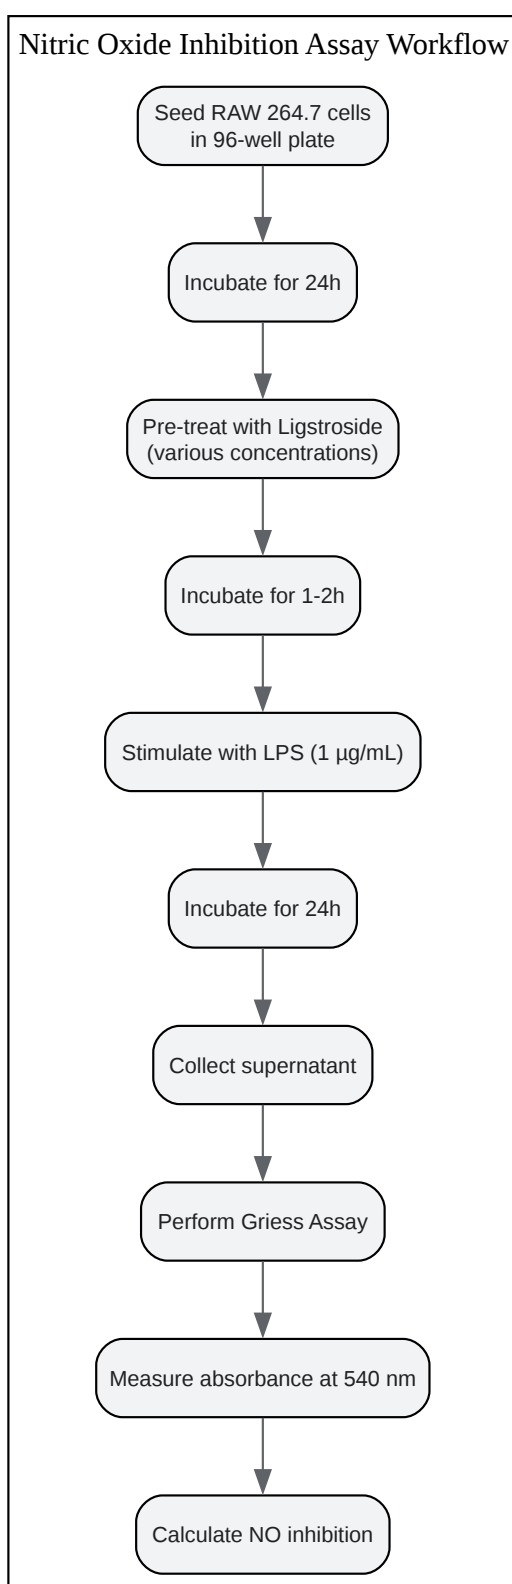 Nitric Oxide Inhibition Assay Workflow
Seed RAW 264.7 cells
in 96-well plate
Incubate for 24h
Pre-treat with Ligstroside
(various concentrations)
Incubate for 1-2h
Stimulate with LPS (1 µg/mL)
Incubate for 24h
Collect supernatant
Perform Griess Assay
Measure absorbance at 540 nm
Calculate NO inhibition